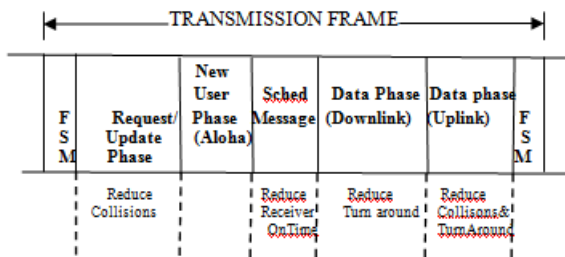 TRANSMISSION FRAME
F
S
M
Request/
Update
Phase
New
User
Phase
(Aloha)
Sched
Message
Data Phase
(Downlink)
Data phase
(Uplink)
F
S
M
Reduce
Collisions
Reduce
Receiver
OnTime
Reduce
Turn around
Reduce
Collisons&
TurnAround